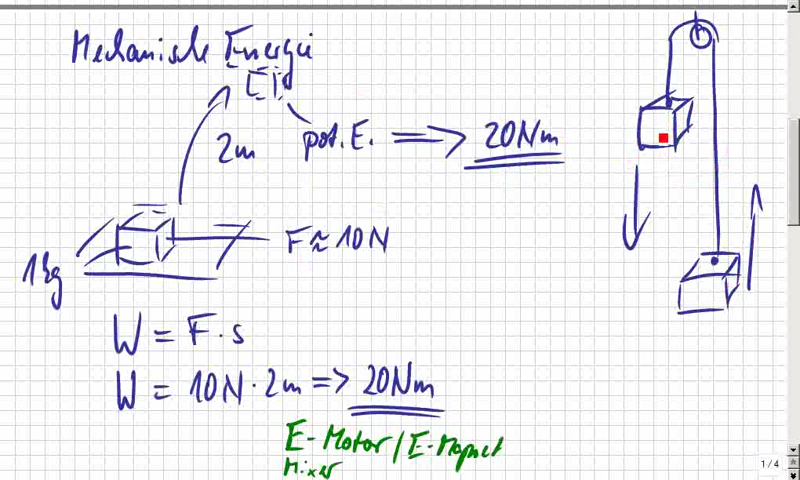 Mechanische Energie
2m
pot. E. => 20Nm
F ≈ 10N
1kg
W = F · s
W = 10N · 2m => 20Nm
E-Motor / E-Magnet
Mixer
1/4